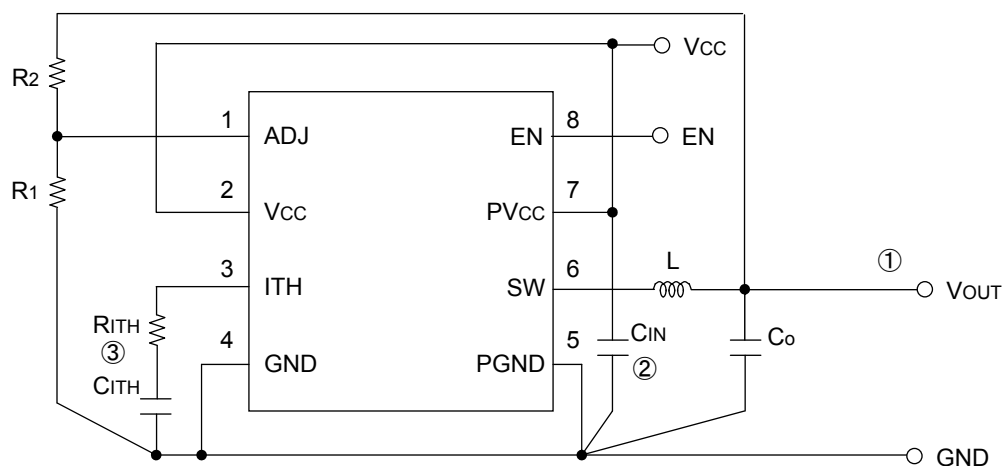 VCC
R2
1 ADJ
EN 8
EN
R1
2 VCC
PVCC 7
3 ITH
SW 6
L
①
VOUT
RITH
③
CITH
4 GND
PGND 5
CIN
②
Co
GND